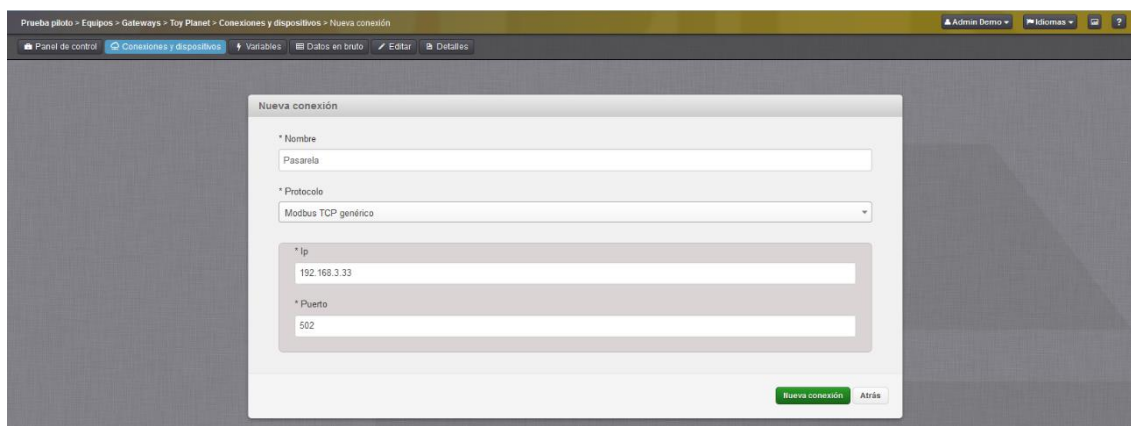 Prueba piloto > Equipos > Gateways > Toy Planet > Conexiones y dispositivos > Nueva conexión
Admin Demo
Idiomas
?
Panel de control
Conexiones y dispositivos
Variables
Datos en bruto
Editar
Detalles
Nueva conexión
* Nombre
Pasarela
* Protocolo
Modbus TCP genérico
* Ip
192.168.3.33
* Puerto
502
Nueva conexión
Atrás